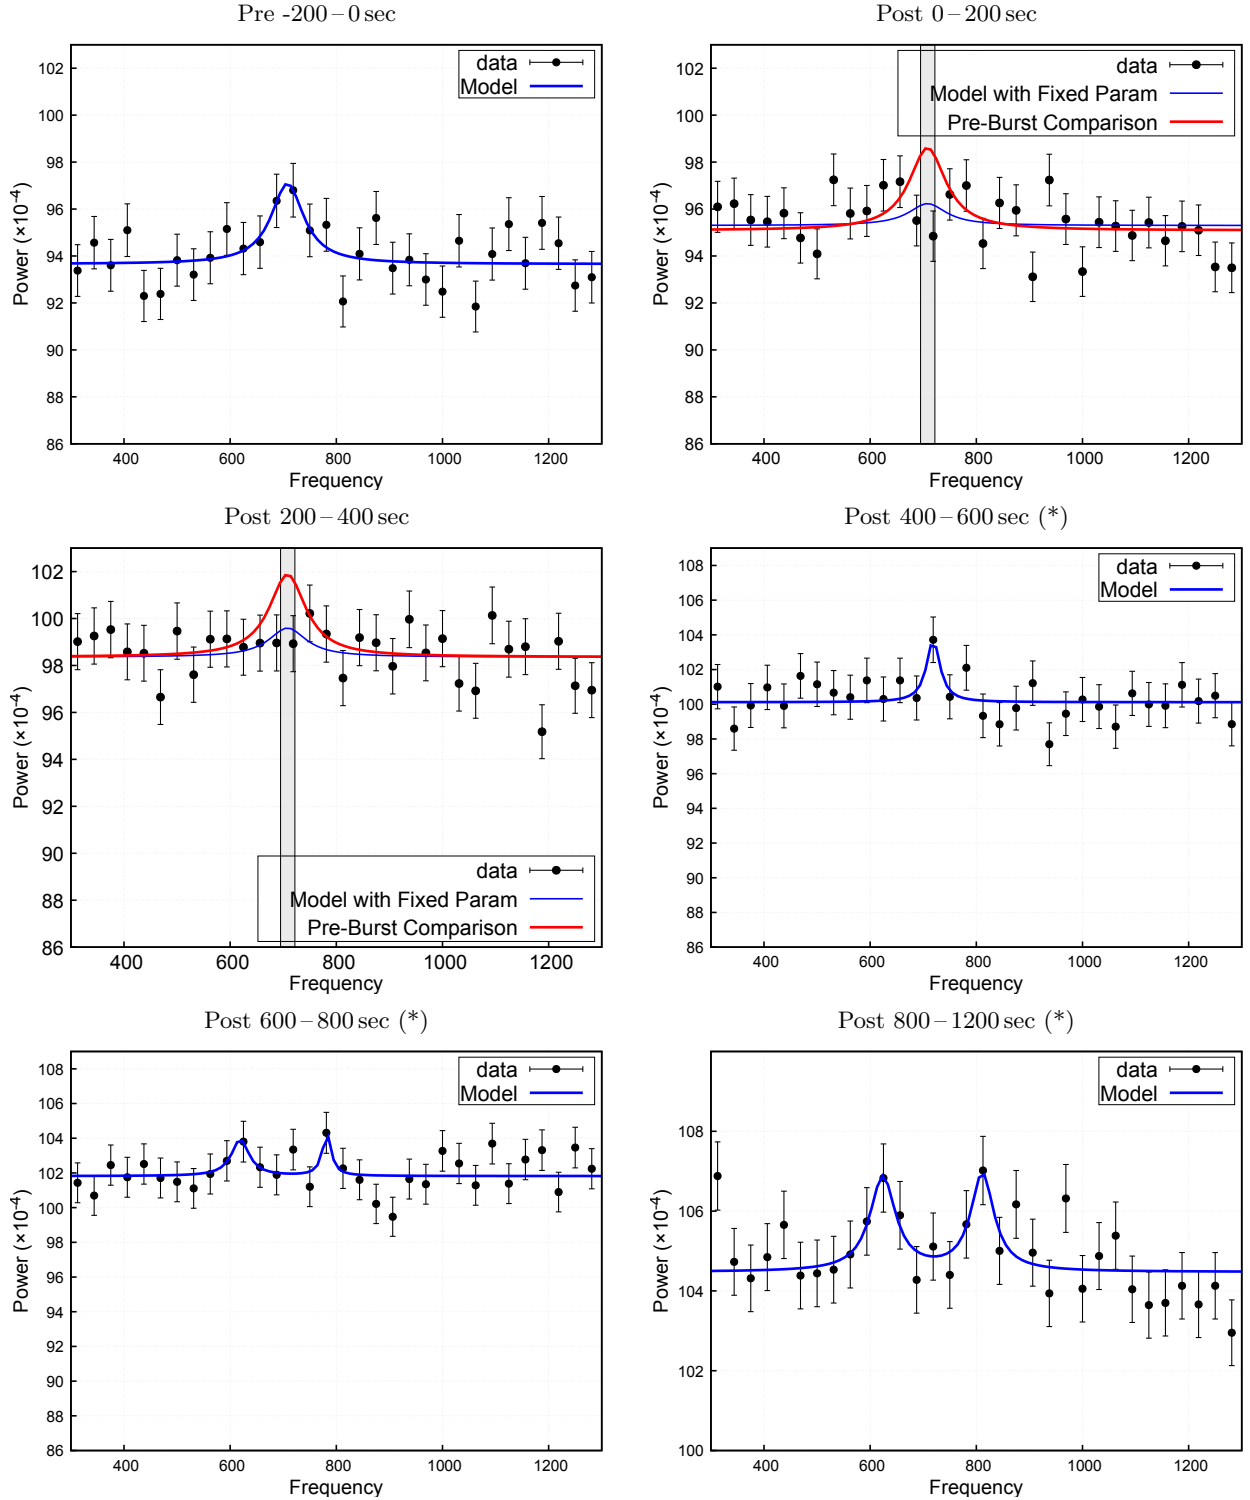 Pre -200–0 sec
102
100
98
96
94
92
90
88
86
400
600
800
1000
1200
Power (×10⁻⁴)
Frequency
data
Model
Post 0–200 sec
102
100
98
96
94
92
90
88
86
400
600
800
1000
1200
Power (×10⁻⁴)
Frequency
data
Model with Fixed Param
Pre-Burst Comparison
Post 200–400 sec
102
100
98
96
94
92
90
88
86
400
600
800
1000
1200
Power (×10⁻⁴)
Frequency
data
Model with Fixed Param
Pre-Burst Comparison
Post 400–600 sec (*)
108
106
104
102
100
98
96
94
92
90
88
86
400
600
800
1000
1200
Power (×10⁻⁴)
Frequency
data
Model
Post 600–800 sec (*)
108
106
104
102
100
98
96
94
92
90
88
86
400
600
800
1000
1200
Power (×10⁻⁴)
Frequency
data
Model
Post 800–1200 sec (*)
108
106
104
102
100
400
600
800
1000
1200
Power (×10⁻⁴)
Frequency
data
Model